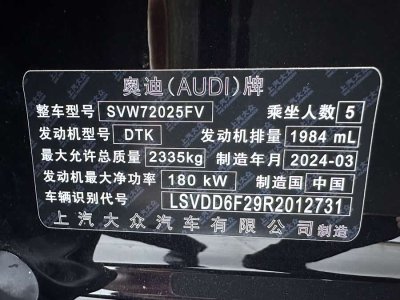 奥迪(AUDI)牌
整车型号 SVW72025FV 乘坐人数 5
发动机型号 DTK 发动机排量 1984 mL
最大允许总质量 2335kg 制造年月 2024-03
发动机最大净功率 180 kW 制造国 中国
车辆识别代号 LSVDD6F29R2012731
上汽大众汽车有限公司制造